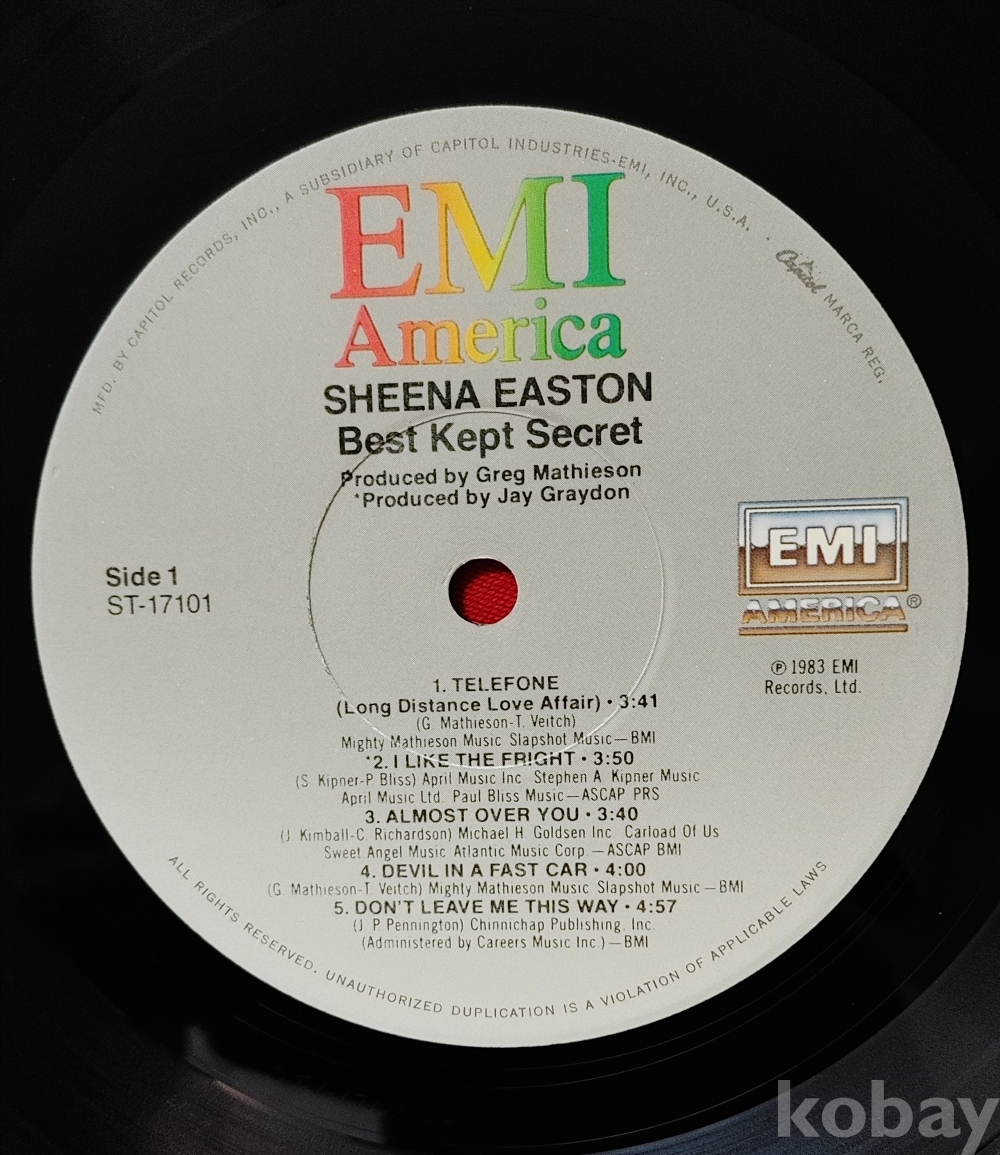 MFD. BY CAPITOL RECORDS, INC., A SUBSIDIARY OF CAPITOL INDUSTRIES-EMI, INC., U.S.A. · Capitol MARCA REG.
EMI
America
SHEENA EASTON
Best Kept Secret
Produced by Greg Mathieson
*Produced by Jay Graydon
Side 1
ST-17101
EMI
AMERICA®
℗ 1983 EMI
Records, Ltd.
1. TELEFONE
(Long Distance Love Affair) • 3:41
(G. Mathieson-T. Veitch)
Mighty Mathieson Music Slapshot Music—BMI
*2. I LIKE THE FRIGHT • 3:50
(S. Kipner-P. Bliss) April Music Inc. Stephen A. Kipner Music
April Music Ltd. Paul Bliss Music—ASCAP PRS
3. ALMOST OVER YOU • 3:40
(J. Kimball-C. Richardson) Michael H. Goldsen Inc. Carload Of Us
Sweet Angel Music Atlantic Music Corp.—ASCAP BMI
4. DEVIL IN A FAST CAR • 4:00
(G. Mathieson-T. Veitch) Mighty Mathieson Music Slapshot Music—BMI
5. DON'T LEAVE ME THIS WAY • 4:57
(J. P. Pennington) Chinnichap Publishing, Inc.
(Administered by Careers Music Inc.)—BMI
ALL RIGHTS RESERVED. UNAUTHORIZED DUPLICATION IS A VIOLATION OF APPLICABLE LAWS
kobay